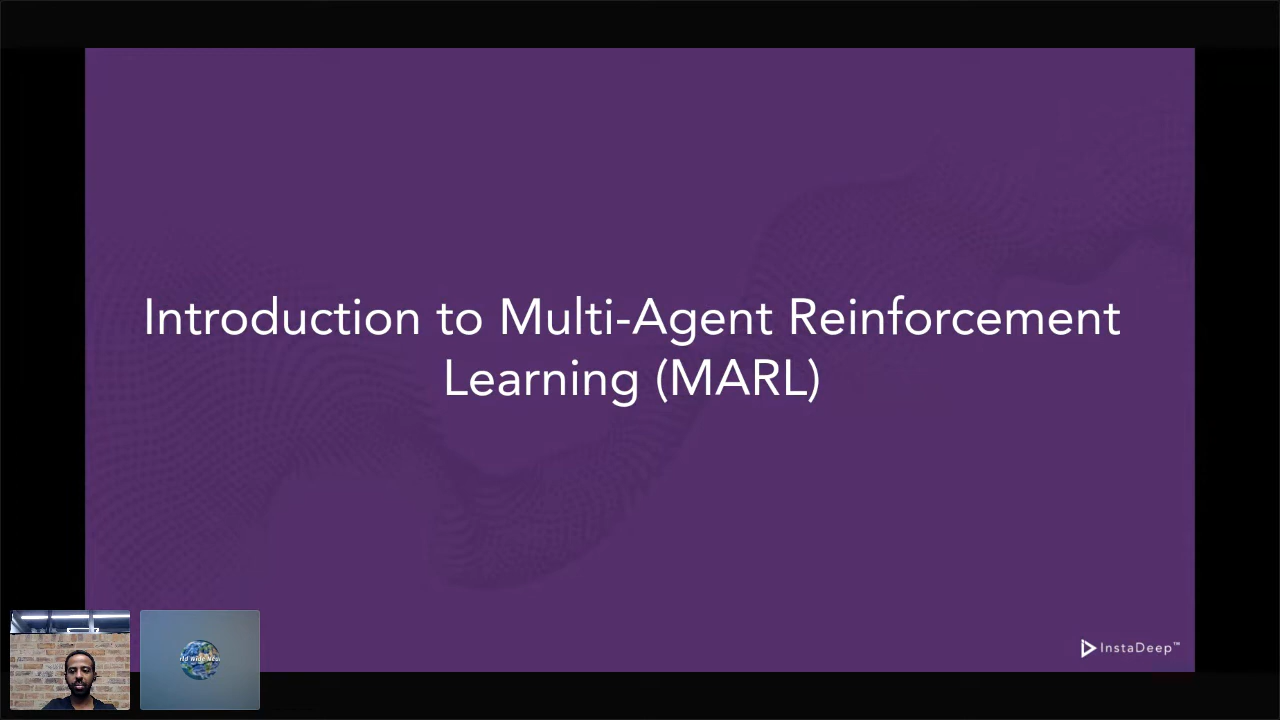 Introduction to Multi-Agent Reinforcement
Learning (MARL)
InstaDeep™